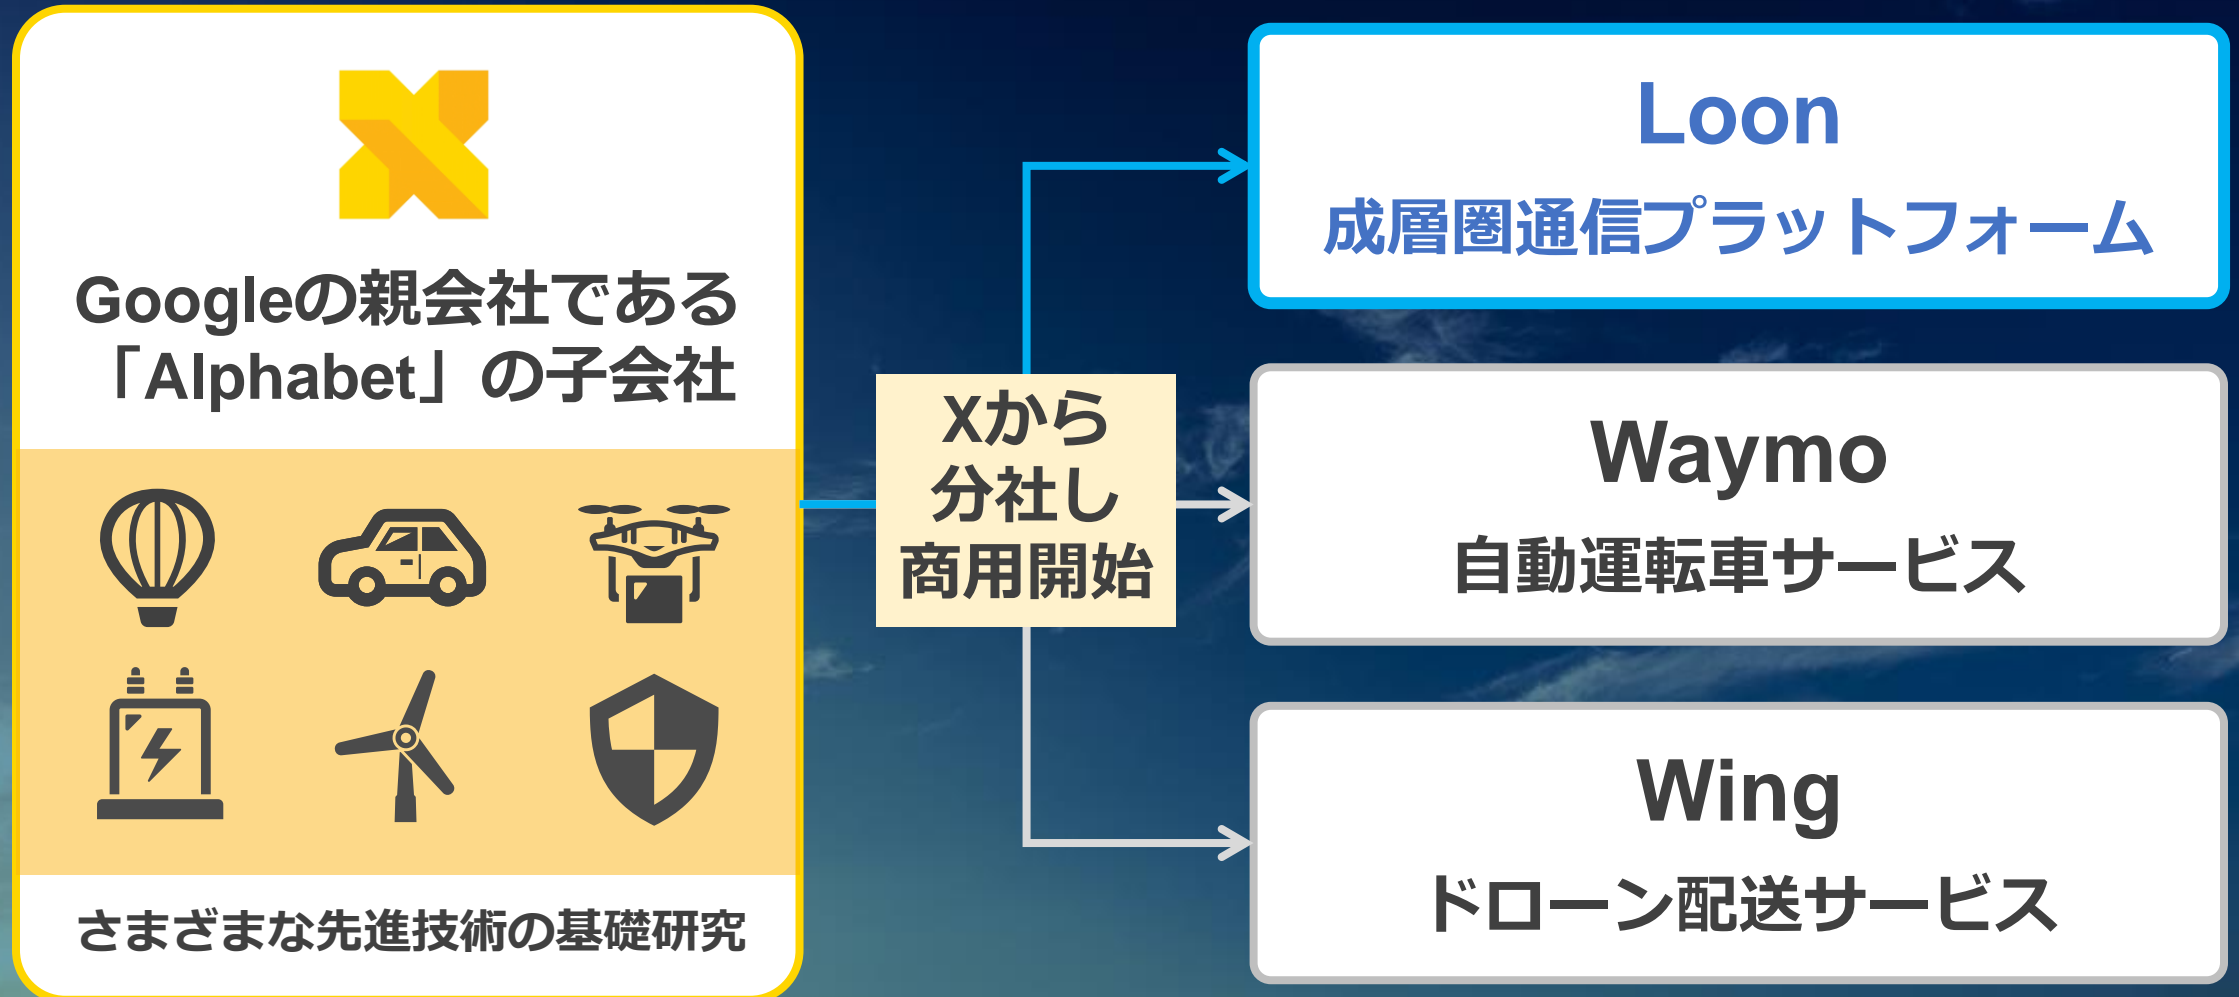 Googleの親会社である
「Alphabet」の子会社
さまざまな先進技術の基礎研究
Xから
分社し
商用開始
Loon
成層圏通信プラットフォーム
Waymo
自動運転車サービス
Wing
ドローン配送サービス